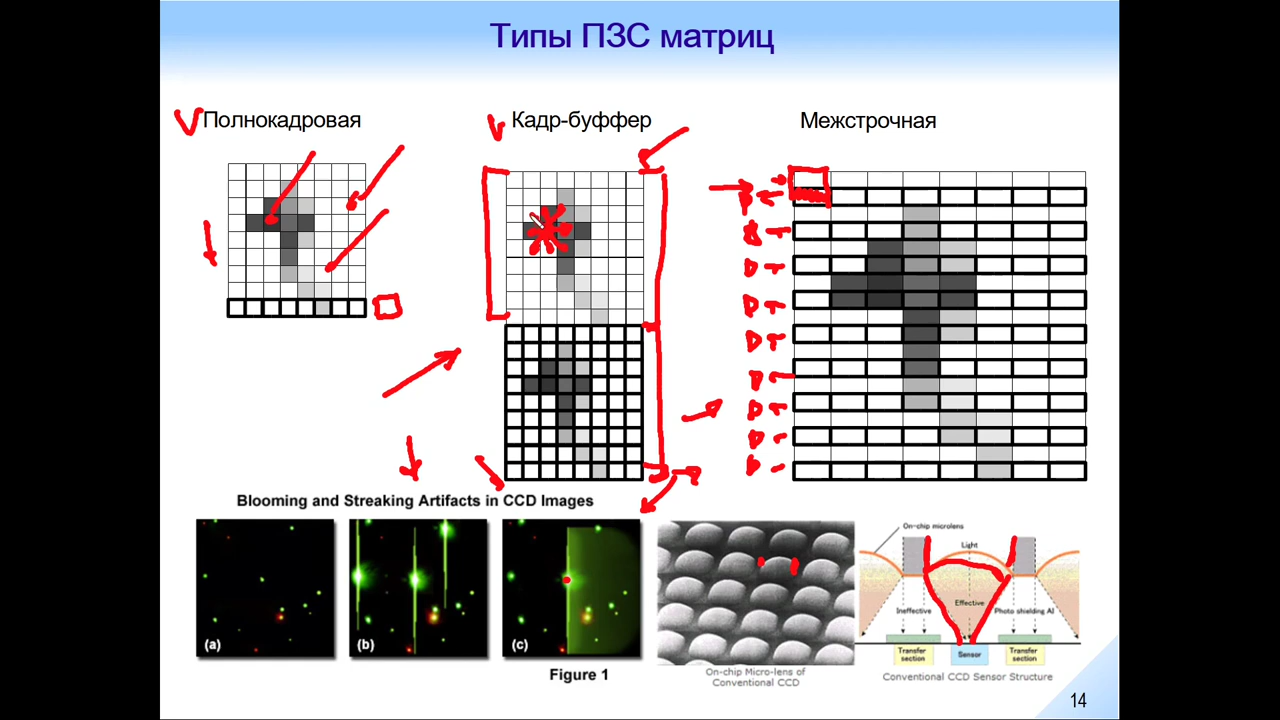 Типы ПЗС матриц
Полнокадровая
Кадр-буффер
Межстрочная
Blooming and Streaking Artifacts in CCD Images
(a)
(b)
(c)
Figure 1
On-chip Micro-lens of
Conventional CCD
On-chip microlens
Light
Ineffective
Effective
Photo shielding Al
Transfer
section
Sensor
Transfer
section
Conventional CCD Sensor Structure
14